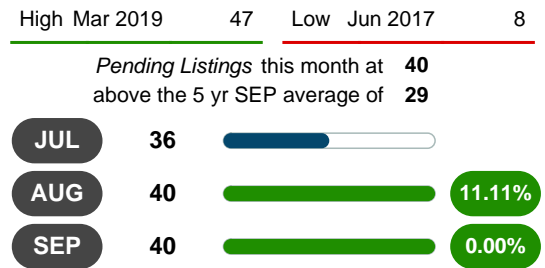 High Mar 2019 47 Low Jun 2017 8
Pending Listings this month at 40
above the 5 yr SEP average of 29
JUL 36
AUG 40 11.11%
SEP 40 0.00%